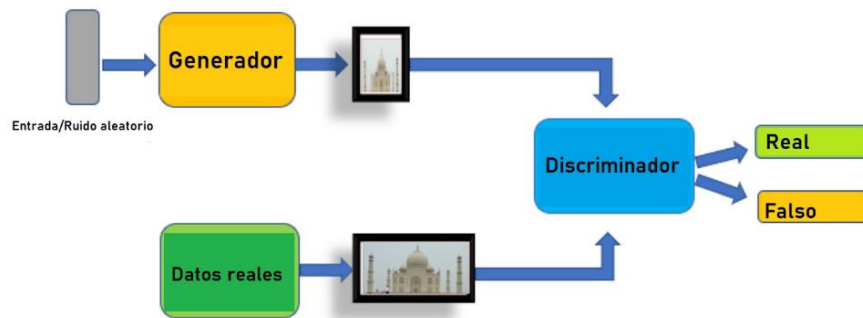 Generador
Entrada/Ruido aleatorio
Discriminador
Real
Falso
Datos reales